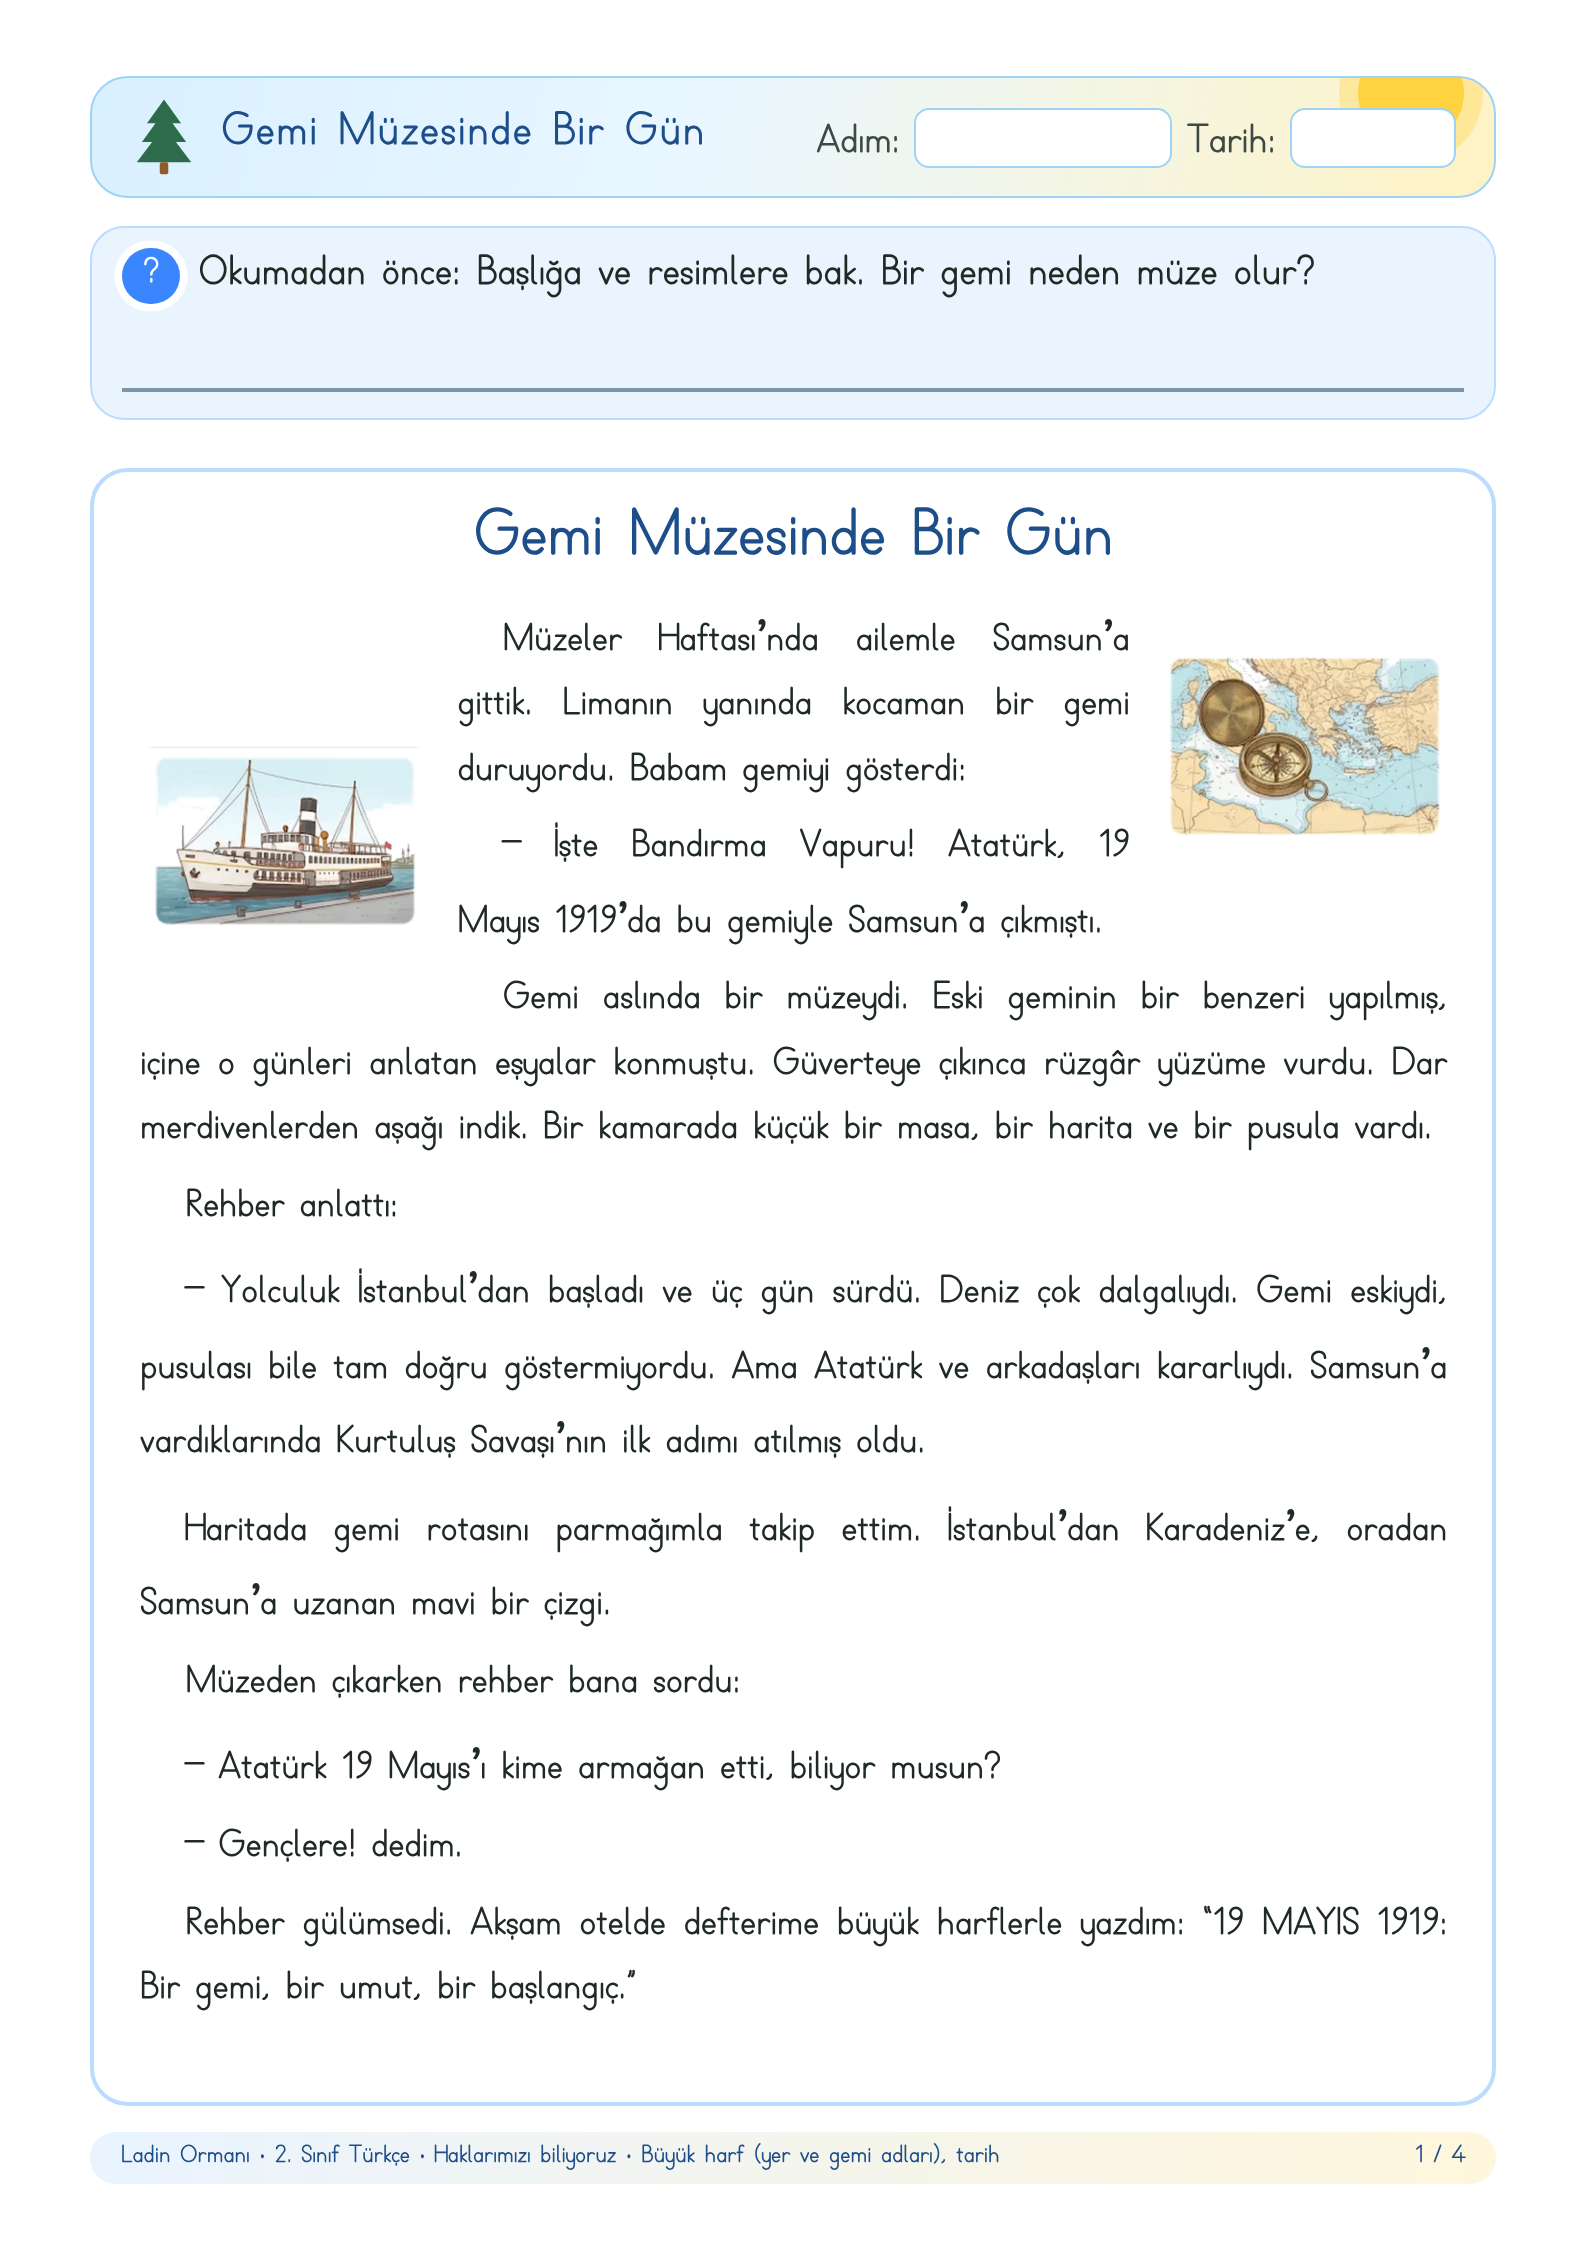 Gemi Müzesinde Bir Gün
Adım:
Tarih:
?
Okumadan önce: Başlığa ve resimlere bak. Bir gemi neden müze olur?
Gemi Müzesinde Bir Gün
Müzeler Haftası’nda ailemle Samsun’a
gittik. Limanın yanında kocaman bir gemi
duruyordu. Babam gemiyi gösterdi:
– İşte Bandırma Vapuru! Atatürk, 19
Mayıs 1919’da bu gemiyle Samsun’a çıkmıştı.
Gemi aslında bir müzeydi. Eski geminin bir benzeri yapılmış,
içine o günleri anlatan eşyalar konmuştu. Güverteye çıkınca rüzgâr yüzüme vurdu. Dar
merdivenlerden aşağı indik. Bir kamarada küçük bir masa, bir harita ve bir pusula vardı.
Rehber anlattı:
– Yolculuk İstanbul’dan başladı ve üç gün sürdü. Deniz çok dalgalıydı. Gemi eskiydi,
pusulası bile tam doğru göstermiyordu. Ama Atatürk ve arkadaşları kararlıydı. Samsun’a
vardıklarında Kurtuluş Savaşı’nın ilk adımı atılmış oldu.
Haritada gemi rotasını parmağımla takip ettim. İstanbul’dan Karadeniz’e, oradan
Samsun’a uzanan mavi bir çizgi.
Müzeden çıkarken rehber bana sordu:
– Atatürk 19 Mayıs’ı kime armağan etti, biliyor musun?
– Gençlere! dedim.
Rehber gülümsedi. Akşam otelde defterime büyük harflerle yazdım: “19 MAYIS 1919:
Bir gemi, bir umut, bir başlangıç.”
Ladin Ormanı • 2. Sınıf Türkçe • Haklarımızı biliyoruz • Büyük harf (yer ve gemi adları), tarih
1 / 4